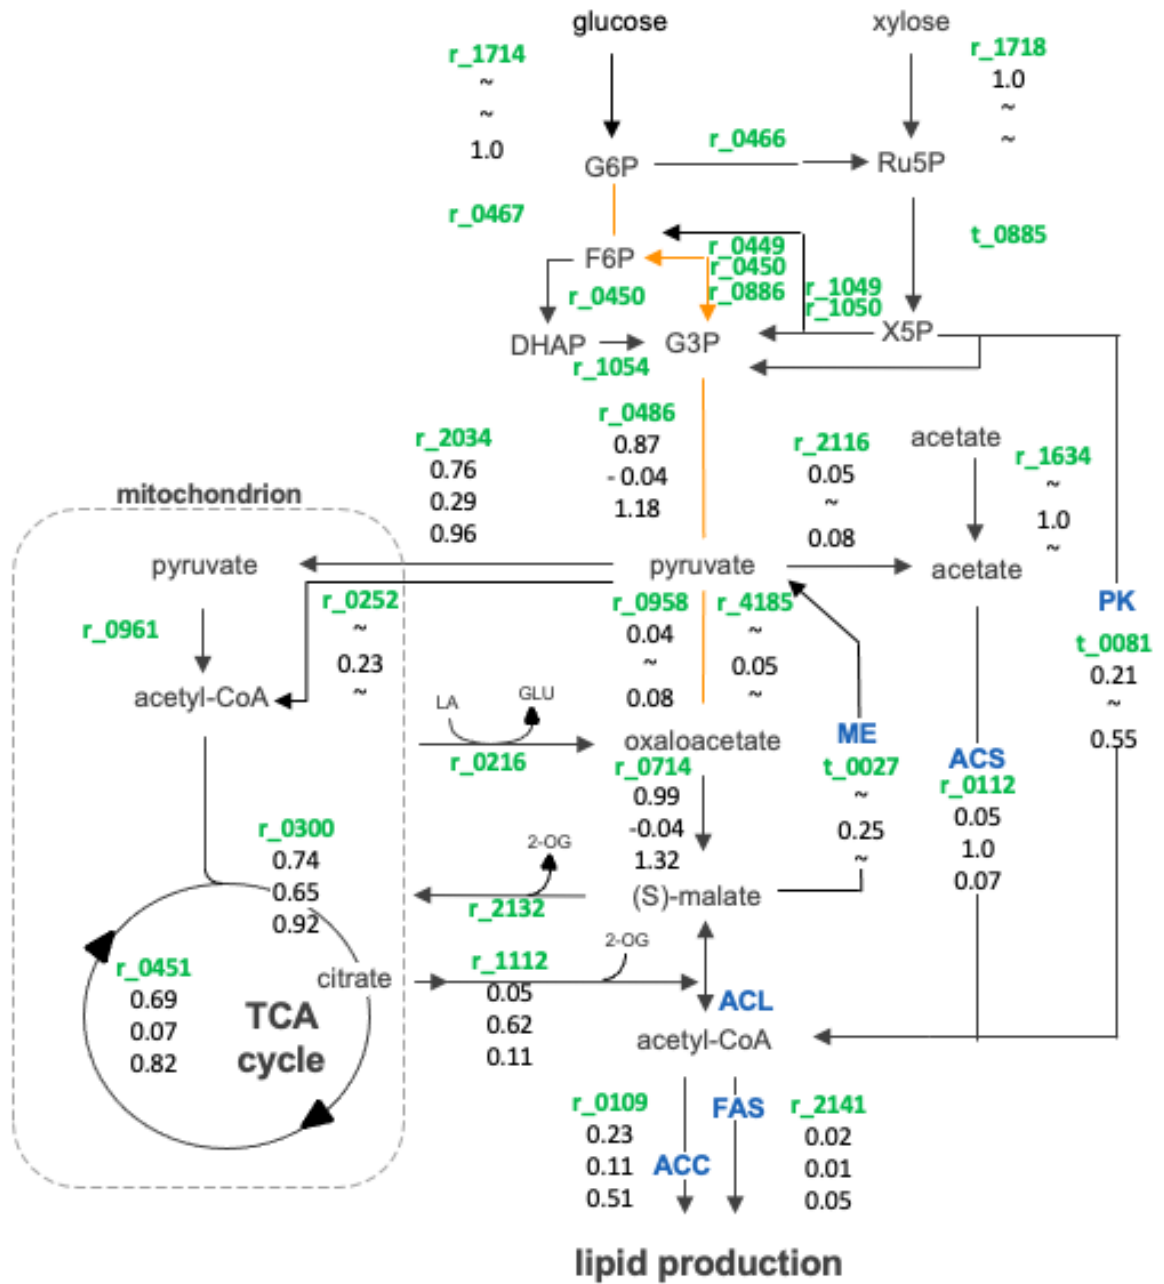 glucose
xylose
r_1714
~
~
1.0
r_1718
1.0
~
~
r_0466
G6P
Ru5P
r_0467
t_0885
F6P
r_0449
r_0450
r_0886
r_0450
r_1049
r_1050
DHAP
G3P
X5P
r_1054
r_0486
0.87
- 0.04
1.18
r_2034
0.76
0.29
0.96
r_2116
0.05
~
0.08
acetate
r_1634
~
1.0
~
mitochondrion
pyruvate
pyruvate
acetate
r_0961
r_0252
~
0.23
~
r_0958
0.04
~
0.08
r_4185
~
0.05
~
PK
t_0081
0.21
~
0.55
acetyl-CoA
LA
GLU
r_0216
oxaloacetate
ME
t_0027
~
0.25
~
ACS
r_0112
0.05
1.0
0.07
r_0714
0.99
-0.04
1.32
r_0300
0.74
0.65
0.92
2-OG
r_2132
(S)-malate
2-OG
r_1112
0.05
0.62
0.11
r_0451
0.69
0.07
0.82
citrate
TCA
cycle
ACL
acetyl-CoA
r_0109
0.23
0.11
0.51
ACC
FAS
r_2141
0.02
0.01
0.05
lipid production